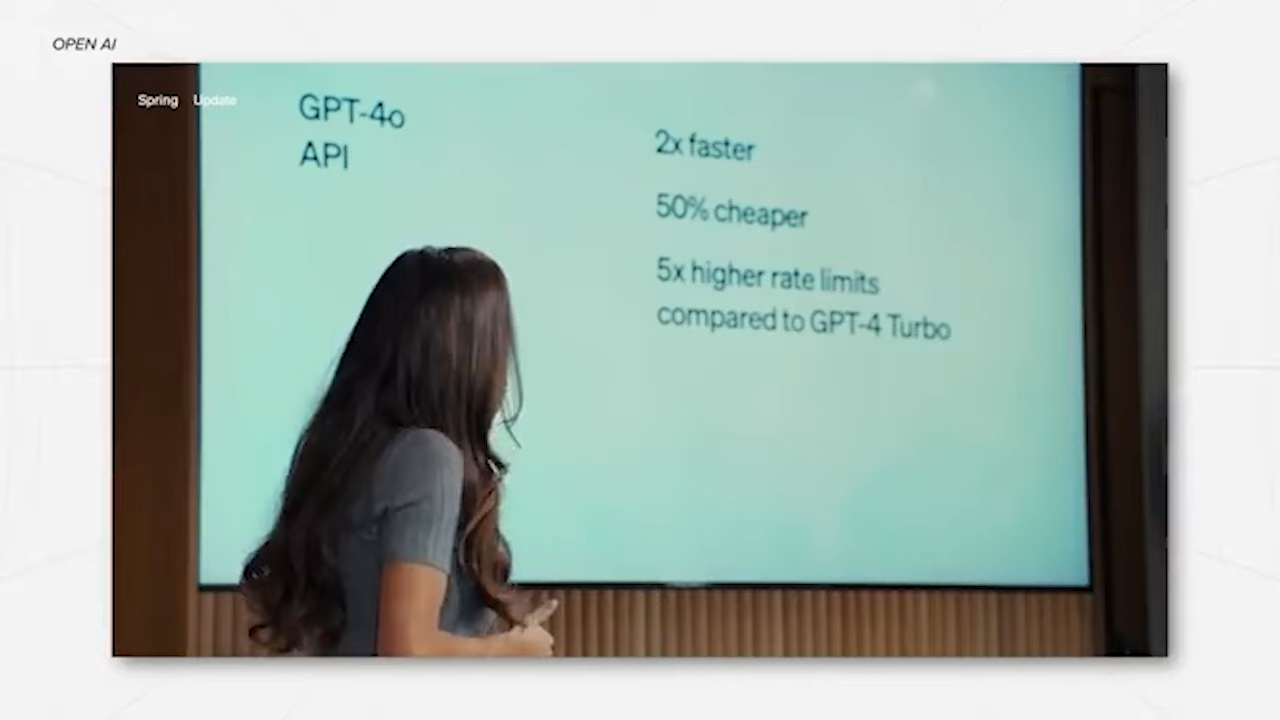 OPEN AI
Spring Update
GPT-4o
API
2x faster
50% cheaper
5x higher rate limits
compared to GPT-4 Turbo